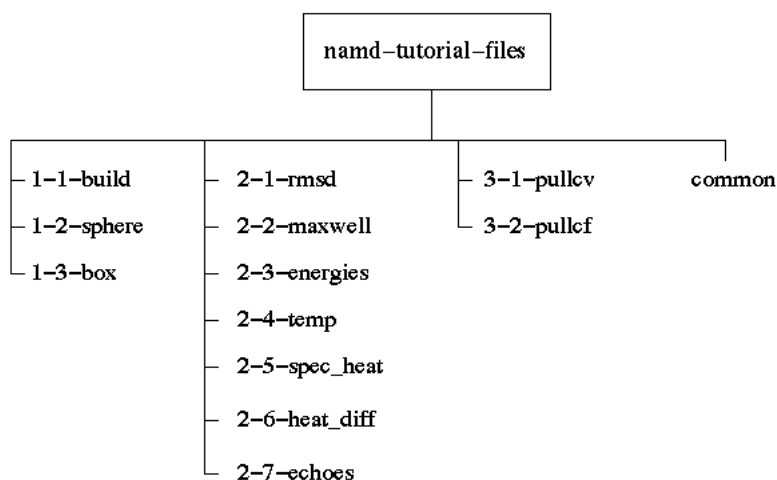 namd-tutorial-files
1-1-build
1-2-sphere
1-3-box
2-1-rmsd
2-2-maxwell
2-3-energies
2-4-temp
2-5-spec_heat
2-6-heat_diff
2-7-echoes
3-1-pullcv
3-2-pullcf
common